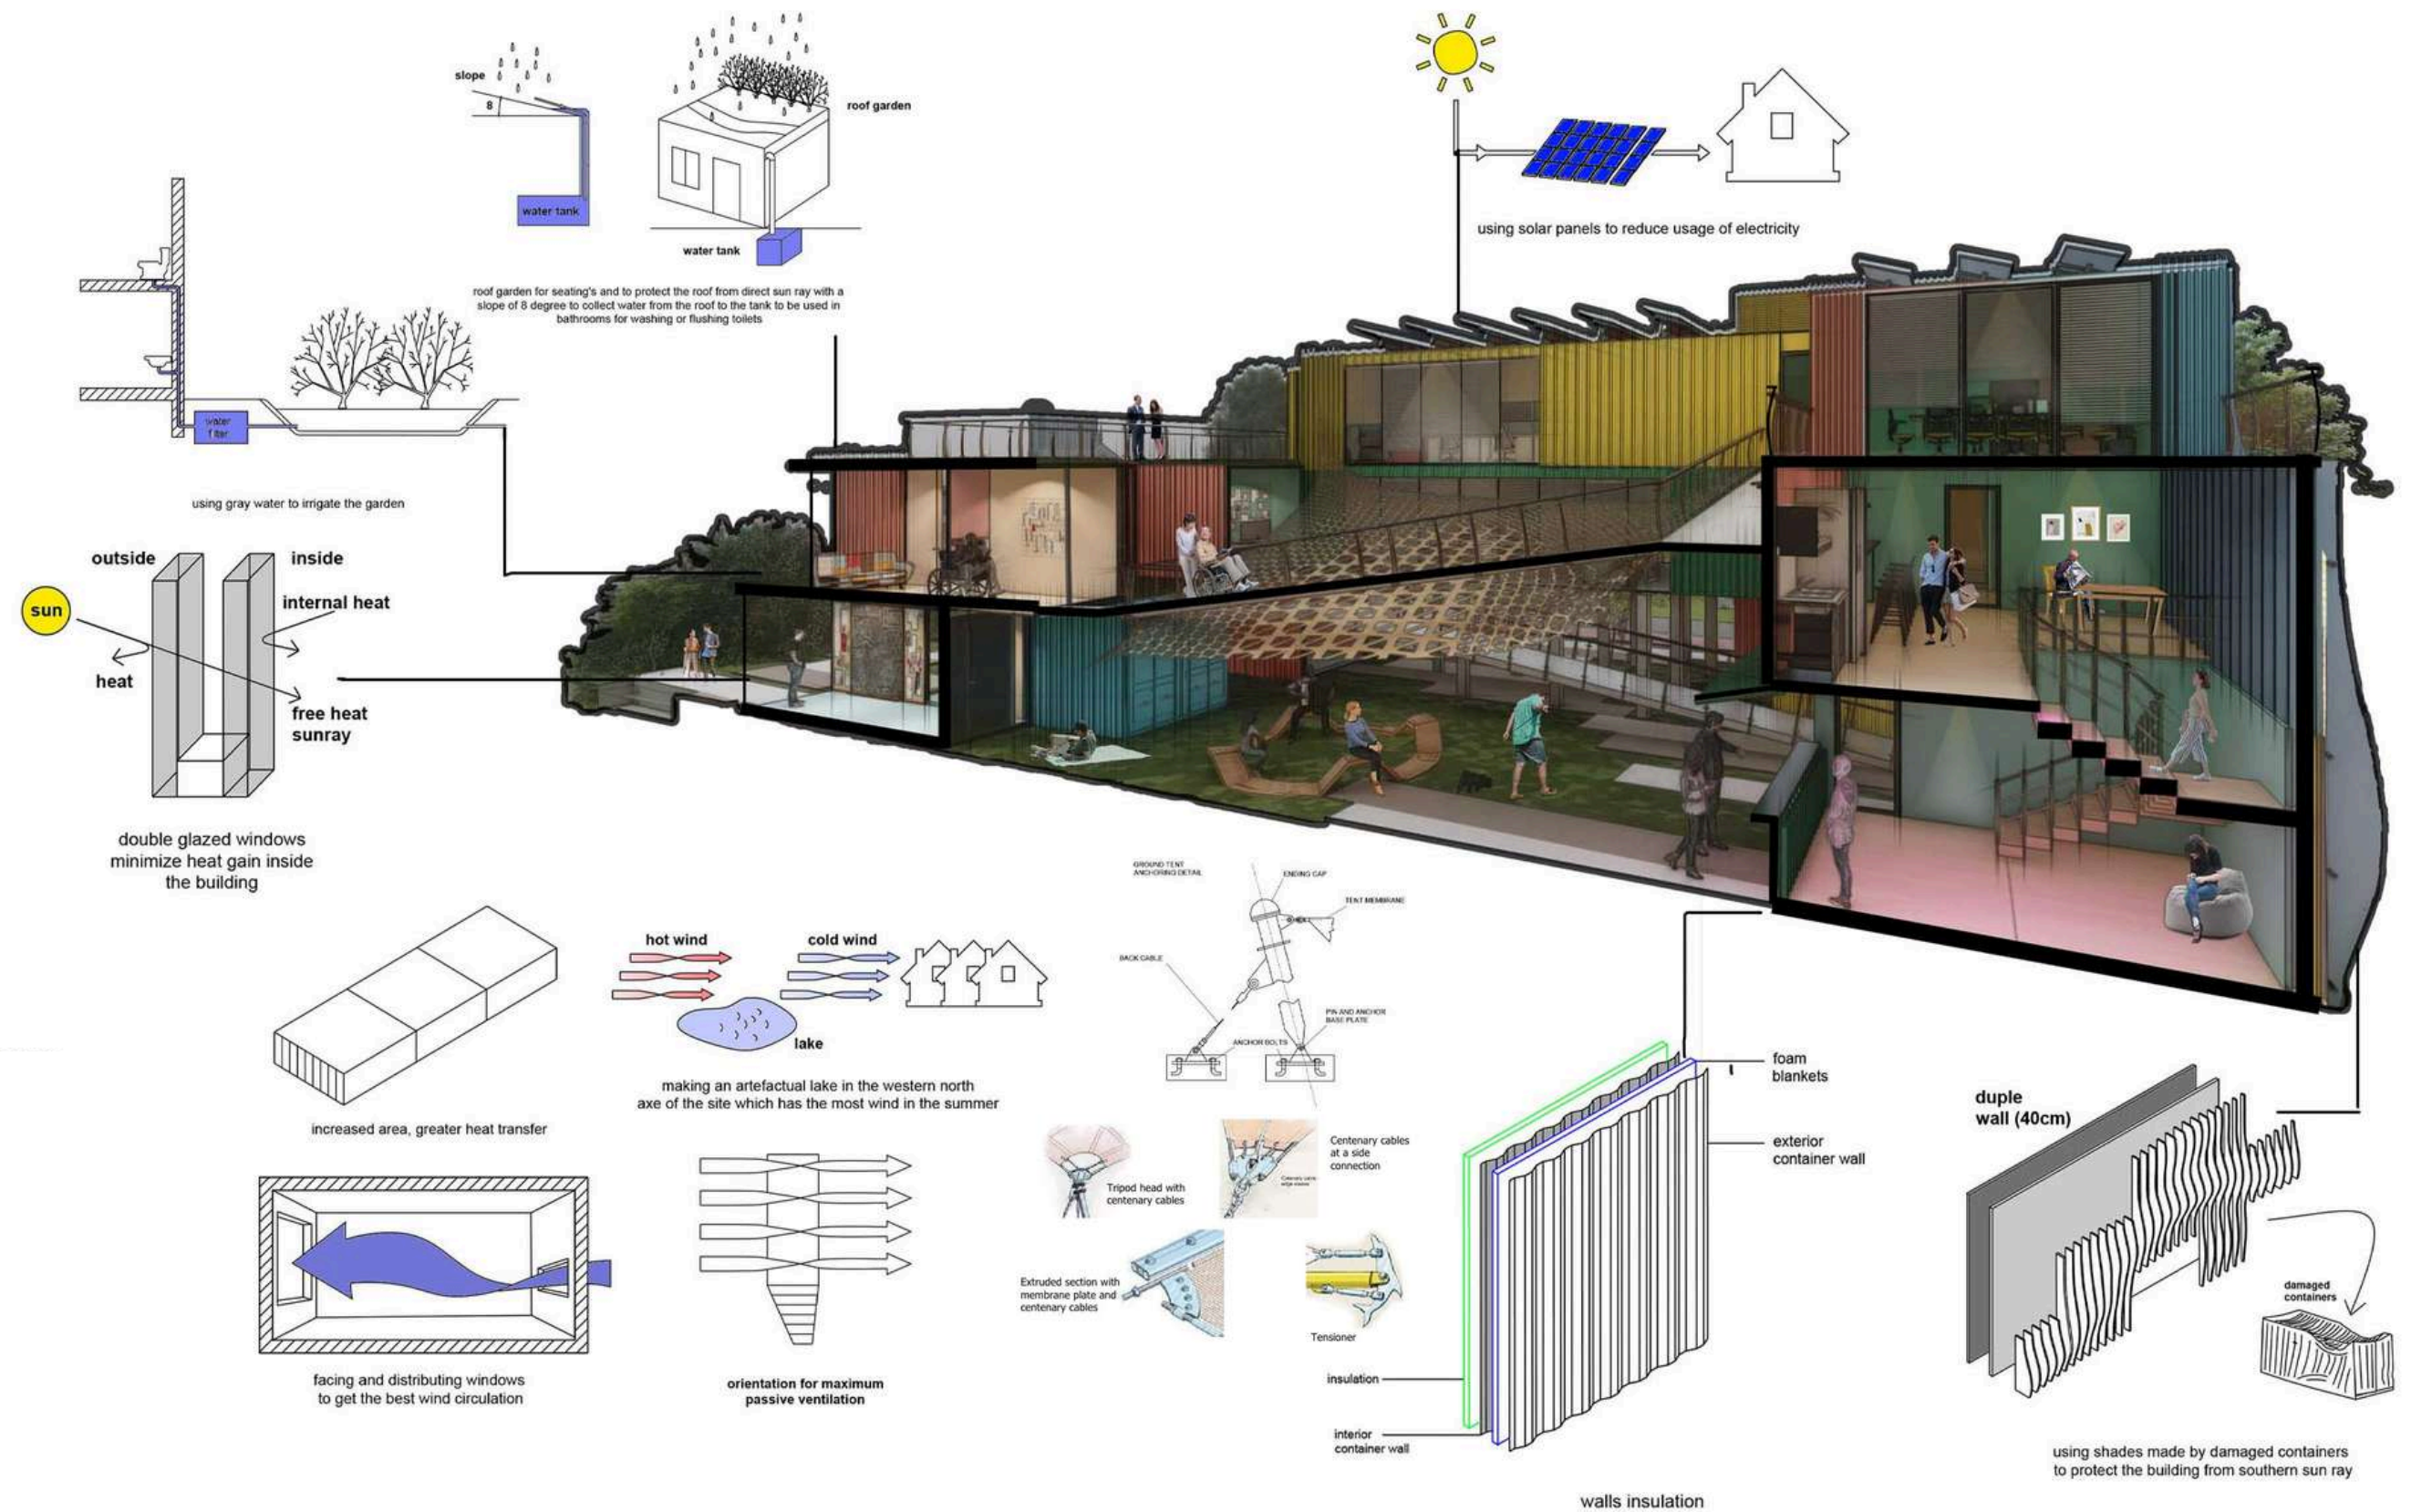 slope
8
water tank
roof garden
water tank
roof garden for seating's and to protect the roof from direct sun ray with a
slope of 8 degree to collect water from the roof to the tank to be used in
bathrooms for washing or flushing toilets
using solar panels to reduce usage of electricity
water
filter
using gray water to irrigate the garden
outside
inside
sun
internal heat
heat
free heat
sunray
double glazed windows
minimize heat gain inside
the building
increased area, greater heat transfer
hot wind
cold wind
lake
making an artefactual lake in the western north
axe of the site which has the most wind in the summer
facing and distributing windows
to get the best wind circulation
orientation for maximum
passive ventilation
GROUND TENT
ANCHORING DETAIL
ENDING CAP
TENT MEMBRANE
BACK CABLE
PIN AND ANCHOR
BASE PLATE
ANCHOR BOLTS
Tripod head with
centenary cables
Centenary cables
at a side
connection
Extruded section with
membrane plate and
centenary cables
Tensioner
foam
blankets
exterior
container wall
insulation
interior
container wall
walls insulation
duple
wall (40cm)
damaged
containers
using shades made by damaged containers
to protect the building from southern sun ray